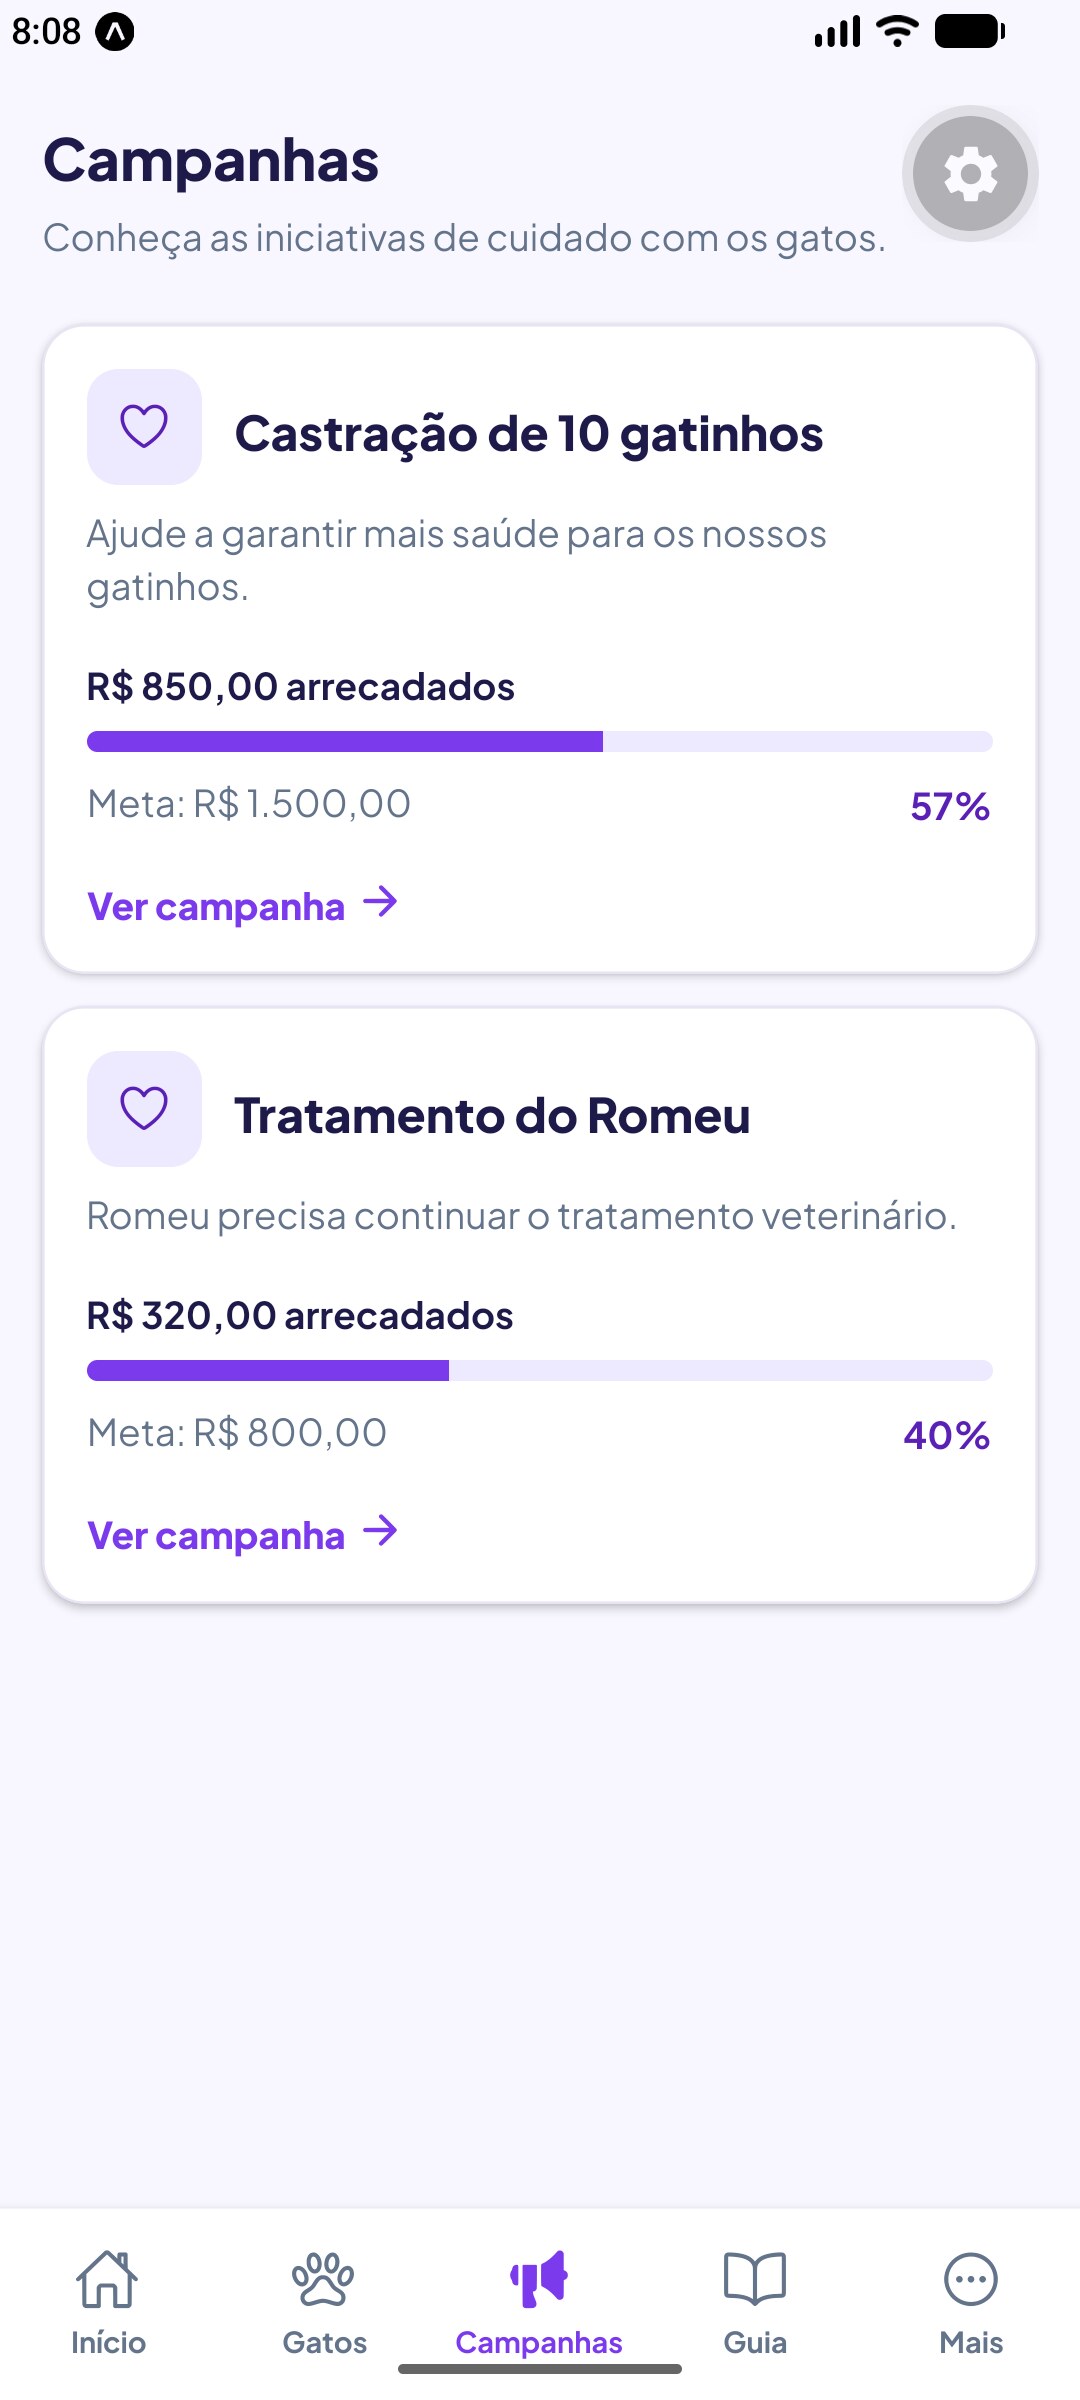 8:08
Campanhas
Conheça as iniciativas de cuidado com os gatos.
Castração de 10 gatinhos
Ajude a garantir mais saúde para os nossos
gatinhos.
R$ 850,00 arrecadados
Meta: R$ 1.500,00
57%
Ver campanha
Tratamento do Romeu
Romeu precisa continuar o tratamento veterinário.
R$ 320,00 arrecadados
Meta: R$ 800,00
40%
Ver campanha
Início
Gatos
Campanhas
Guia
Mais